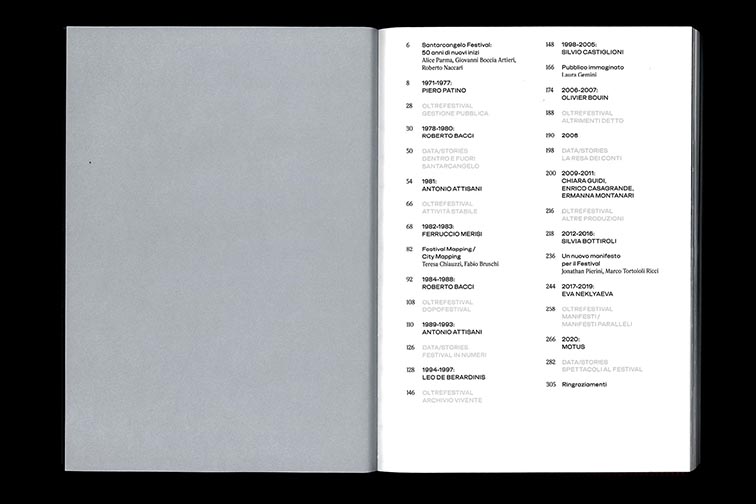 6 Santarcangelo Festival:
50 anni di nuovi inizi
Alice Parma, Giovanni Boccia Artieri,
Roberto Naccari
8 1971-1977:
PIERO PATINO
28 OLTREFESTIVAL
GESTIONE PUBBLICA
30 1978-1980:
ROBERTO BACCI
50 DATA/STORIES
DENTRO E FUORI
SANTARCANGELO
54 1981:
ANTONIO ATTISANI
66 OLTREFESTIVAL
ATTIVITÀ STABILE
68 1982-1983:
FERRUCCIO MERISI
82 Festival Mapping /
City Mapping
Teresa Chiauzzi, Fabio Bruschi
92 1984-1988:
ROBERTO BACCI
108 OLTREFESTIVAL
DOPOFESTIVAL
110 1989-1993:
ANTONIO ATTISANI
126 DATA/STORIES
FESTIVAL IN NUMERI
128 1994-1997:
LEO DE BERARDINIS
146 OLTREFESTIVAL
ARCHIVIO VIVENTE
148 1998-2005:
SILVIO CASTIGLIONI
166 Pubblico immaginato
Laura Gemini
174 2006-2007:
OLIVIER BOUIN
188 OLTREFESTIVAL
ALTRIMENTI DETTO
190 2008
198 DATA/STORIES
LA RESA DEI CONTI
200 2009-2011:
CHIARA GUIDI,
ENRICO CASAGRANDE,
ERMANNA MONTANARI
216 OLTREFESTIVAL
ALTRE PRODUZIONI
218 2012-2016:
SILVIA BOTTIROLI
236 Un nuovo manifesto
per il Festival
Jonathan Pierini, Marco Tortoioli Ricci
244 2017-2019:
EVA NEKLYAEVA
258 OLTREFESTIVAL
MANIFESTI /
MANIFESTI PARALLELI
266 2020:
MOTUS
282 DATA/STORIES
SPETTACOLI AL FESTIVAL
305 Ringraziamenti